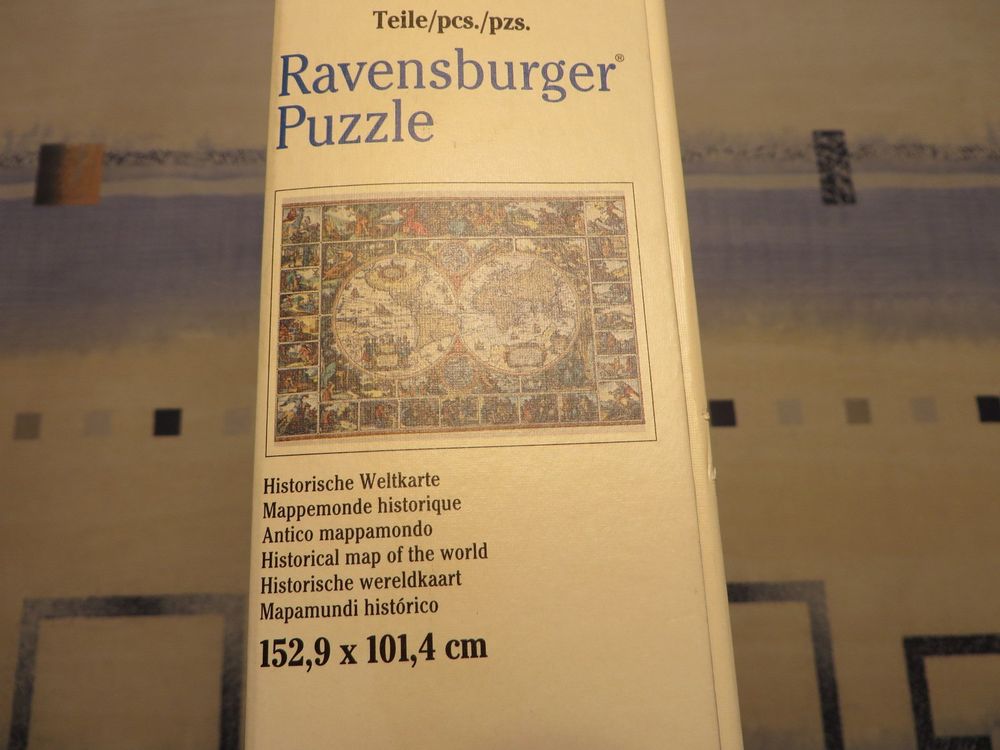 Teile/pcs./pzs.
Ravensburger®
Puzzle
Historische Weltkarte
Mappemonde historique
Antico mappamondo
Historical map of the world
Historische wereldkaart
Mapamundi histórico
152,9 x 101,4 cm